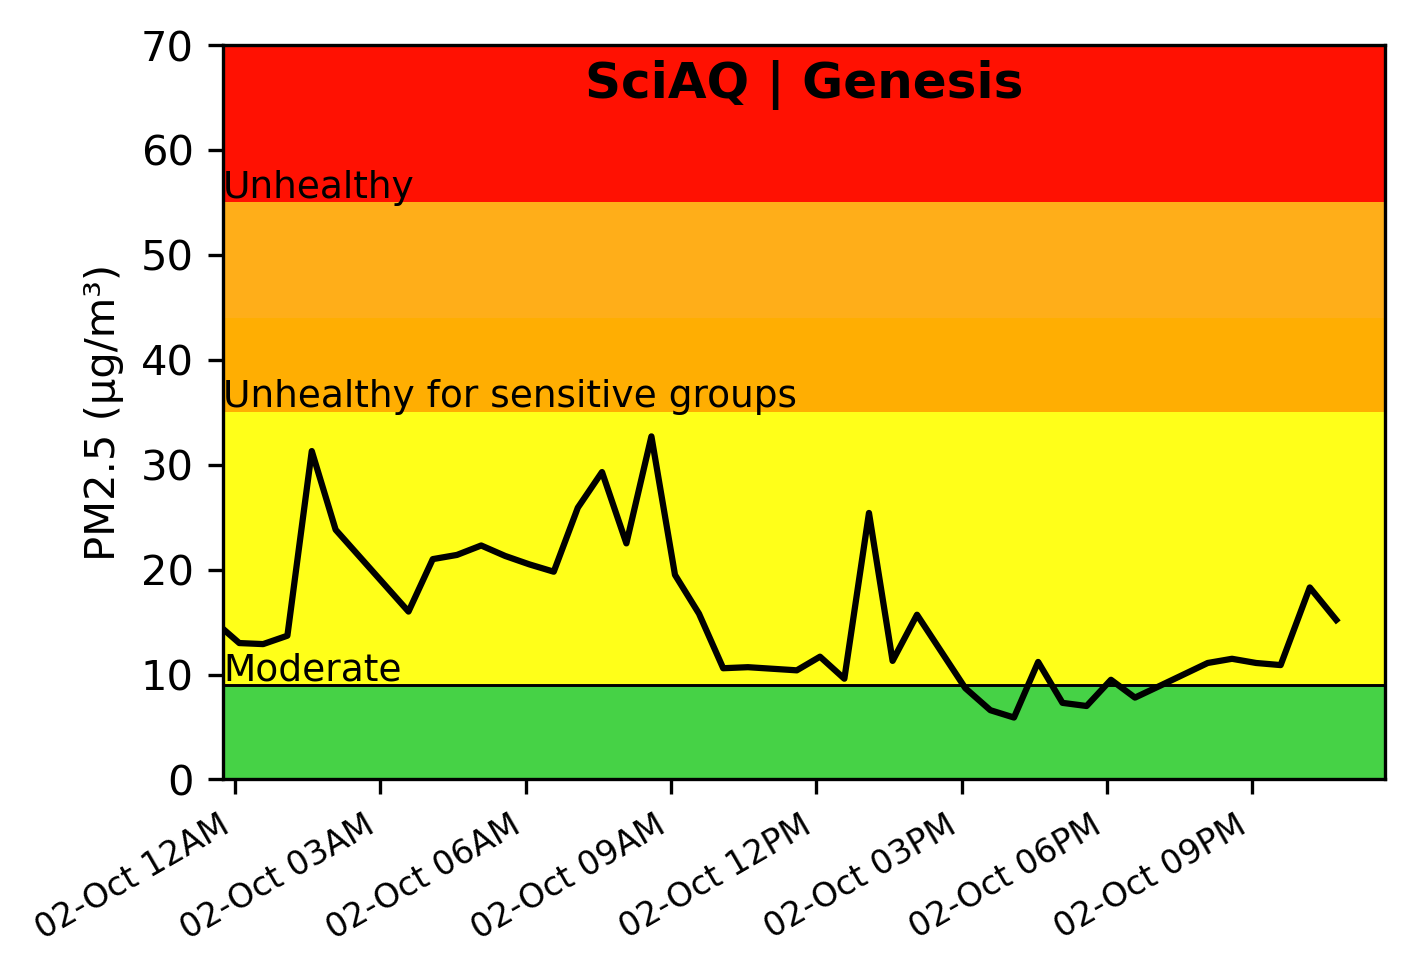 SciAQ | Genesis
70
60
50
40
30
20
10
0
PM2.5 (μg/m³)
Unhealthy
Unhealthy for sensitive groups
Moderate
02-Oct 12AM
02-Oct 03AM
02-Oct 06AM
02-Oct 09AM
02-Oct 12PM
02-Oct 03PM
02-Oct 06PM
02-Oct 09PM